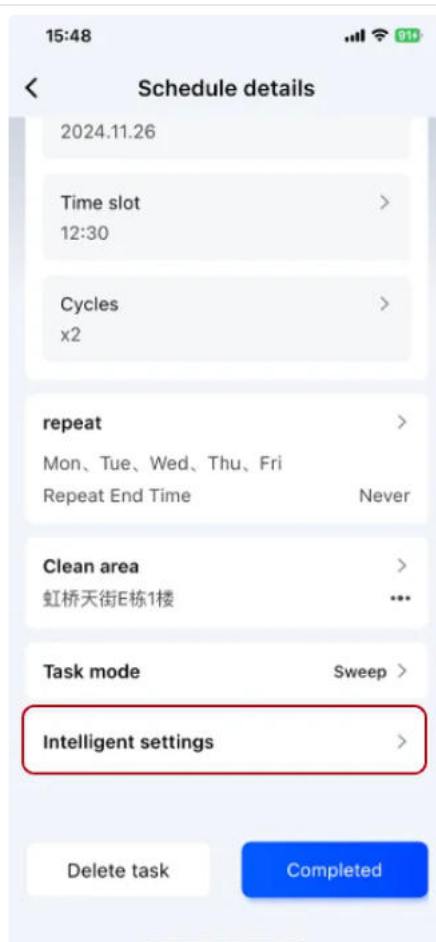 15:48
91
Schedule details
2024.11.26
Time slot
12:30
Cycles
x2
repeat
Mon、Tue、Wed、Thu、Fri
Repeat End Time Never
Clean area
虹桥天街E栋1楼
Task mode Sweep
Intelligent settings
Delete task Completed